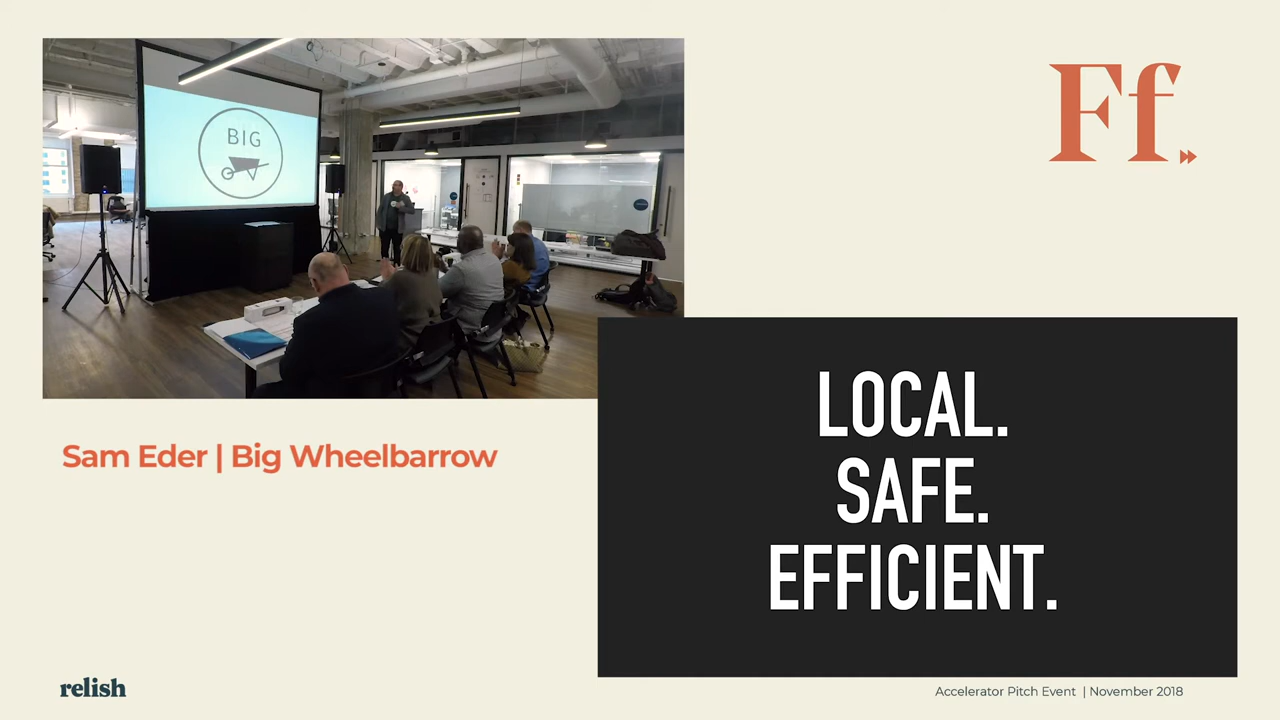 BIG
Ff.
Sam Eder | Big Wheelbarrow
LOCAL.
SAFE.
EFFICIENT.
relish
Accelerator Pitch Event | November 2018